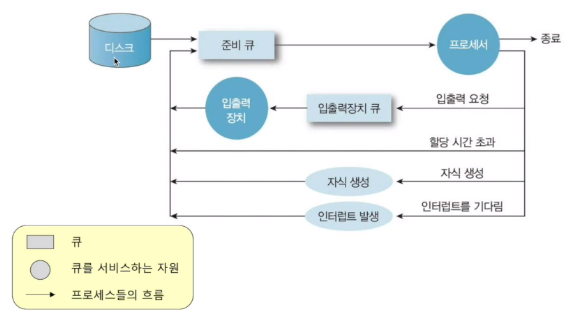 디스크
준비 큐
프로세서
종료
입출력
장치
입출력장치 큐
입출력 요청
할당 시간 초과
자식 생성
자식 생성
인터럽트 발생
인터럽트를 기다림
큐
큐를 서비스하는 자원
프로세스들의 흐름